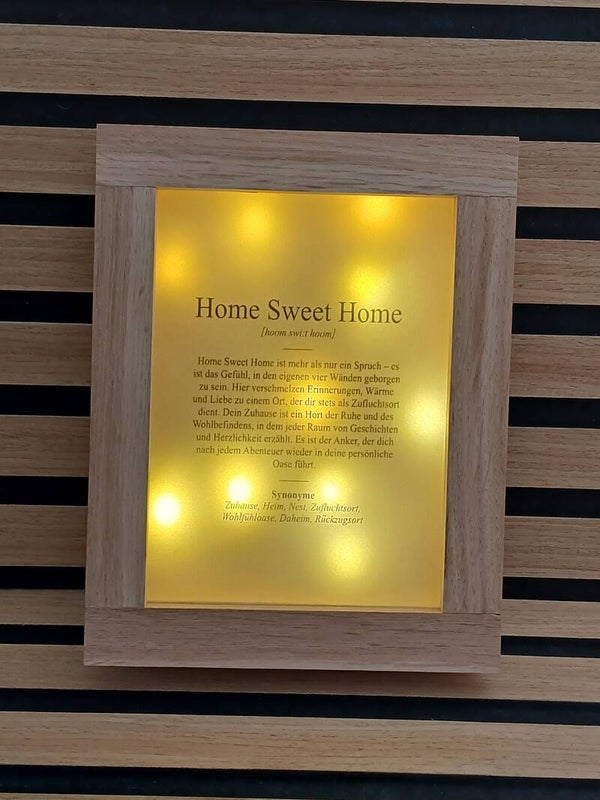 Home Sweet Home
[hoʊm swiːt hoʊm]
Home Sweet Home ist mehr als nur ein Spruch – es
ist das Gefühl, in den eigenen vier Wänden geborgen
zu sein. Hier verschmelzen Erinnerungen, Wärme
und Liebe zu einem Ort, der dir stets als Zufluchtsort
dient. Dein Zuhause ist ein Hort der Ruhe und des
Wohlbefindens, in dem jeder Raum von Geschichten
und Herzlichkeit erzählt. Es ist der Anker, der dich
nach jedem Abenteuer wieder in deine persönliche
Oase führt.
Synonyme
Zuhause, Heim, Nest, Zufluchtsort,
Wohlfühloase, Daheim, Rückzugsort